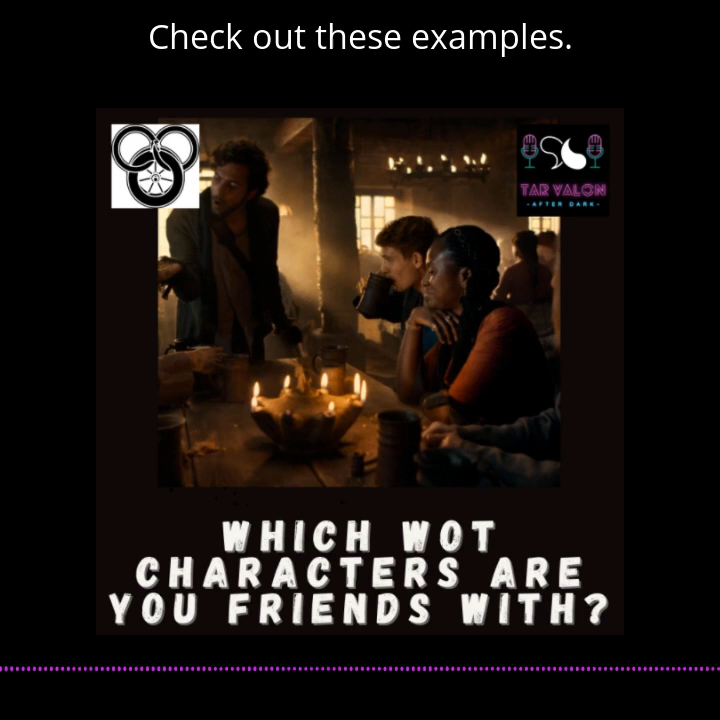 Check out these examples.
TAR VALON
-AFTER DARK-
WHICH WOT
CHARACTERS ARE
YOU FRIENDS WITH?